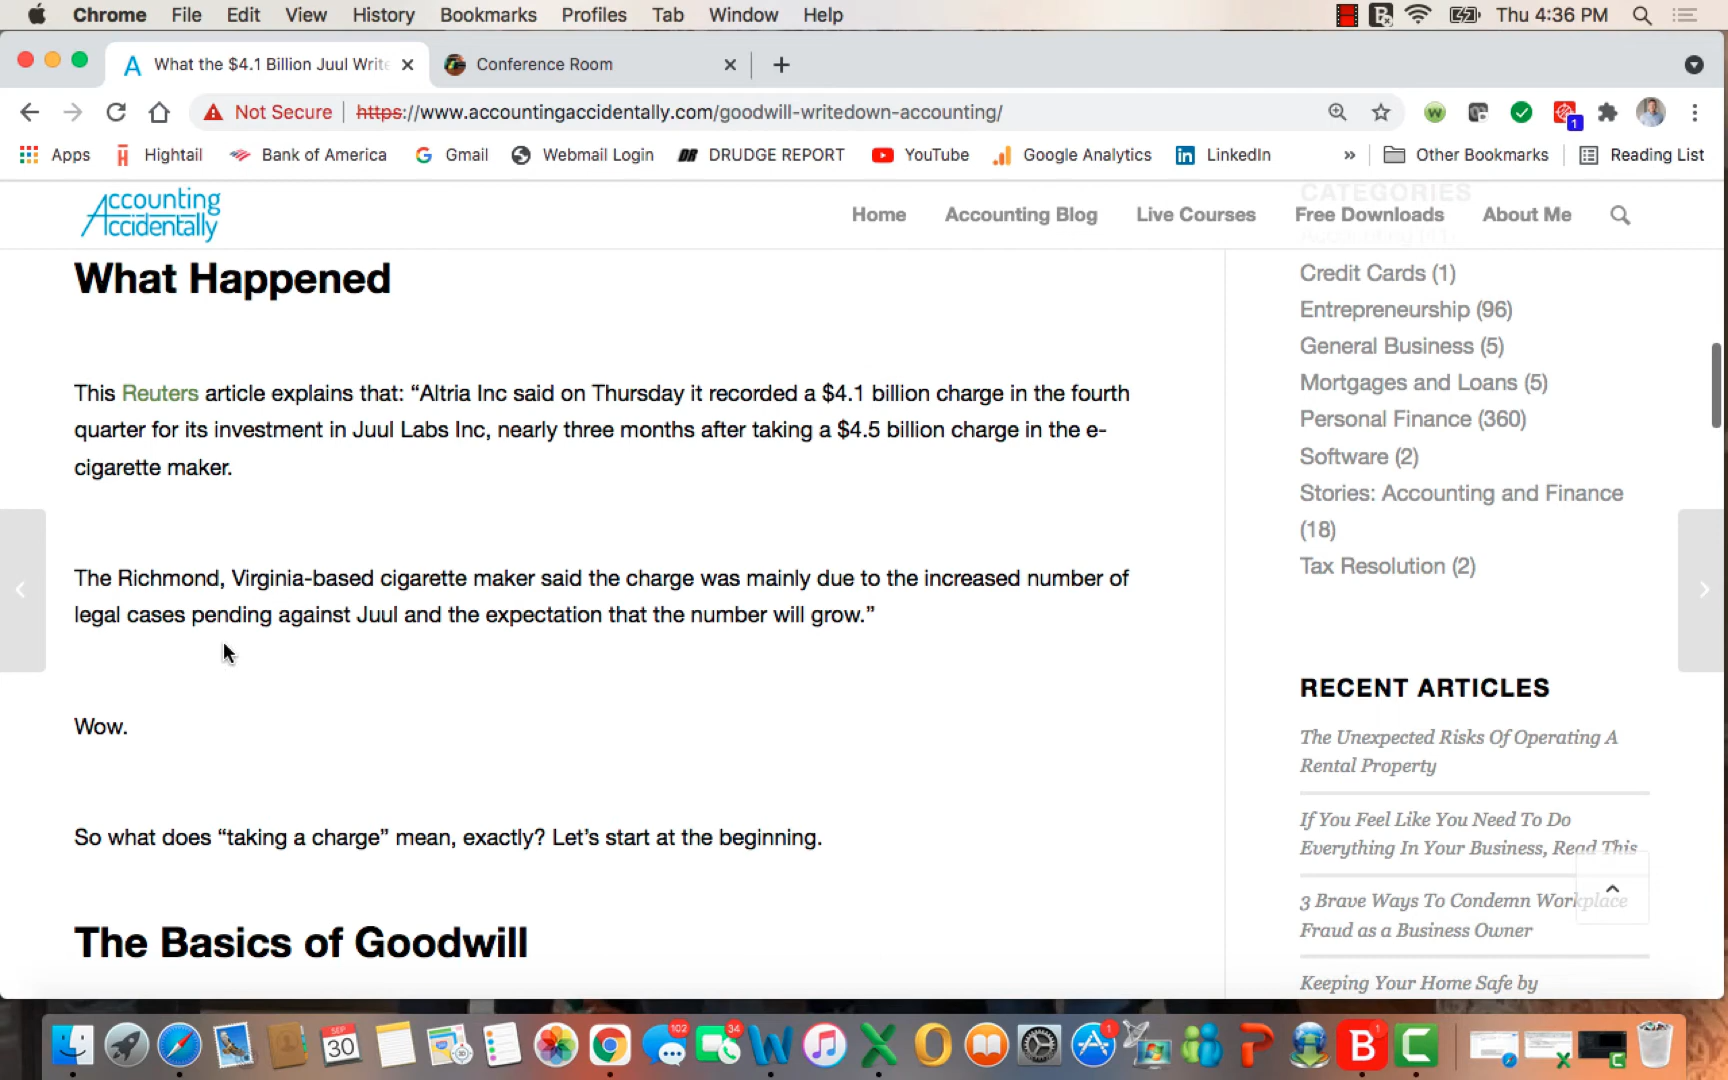 Chrome File Edit View History Bookmarks Profiles Tab Window Help Thu 4:36 PM
What the $4.1 Billion Juul Write Conference Room
Not Secure https://www.accountingaccidentally.com/goodwill-writedown-accounting/ 1
Apps Hightail Bank of America Gmail Webmail Login DRUDGE REPORT YouTube Google Analytics LinkedIn » Other Bookmarks Reading List
Accounting
Accidentally
Home Accounting Blog Live Courses Free Downloads About Me
CATEGORIES
Accounting (41)
Credit Cards (1)
Entrepreneurship (96)
General Business (5)
Mortgages and Loans (5)
Personal Finance (360)
Software (2)
Stories: Accounting and Finance
(18)
Tax Resolution (2)
What Happened
This Reuters article explains that: “Altria Inc said on Thursday it recorded a $4.1 billion charge in the fourth
quarter for its investment in Juul Labs Inc, nearly three months after taking a $4.5 billion charge in the e-
cigarette maker.
The Richmond, Virginia-based cigarette maker said the charge was mainly due to the increased number of
legal cases pending against Juul and the expectation that the number will grow.”
Wow.
So what does “taking a charge” mean, exactly? Let’s start at the beginning.
The Basics of Goodwill
RECENT ARTICLES
The Unexpected Risks Of Operating A
Rental Property
If You Feel Like You Need To Do
Everything In Your Business, Read This
3 Brave Ways To Condemn Workplace
Fraud as a Business Owner
Keeping Your Home Safe by
SEP
30
102
34
1
1